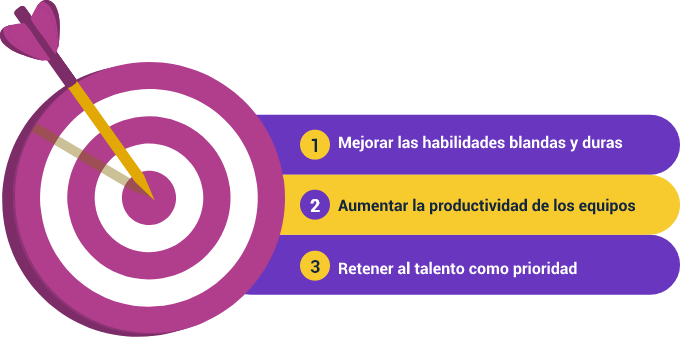 1 Mejorar las habilidades blandas y duras
2 Aumentar la productividad de los equipos
3 Retener al talento como prioridad